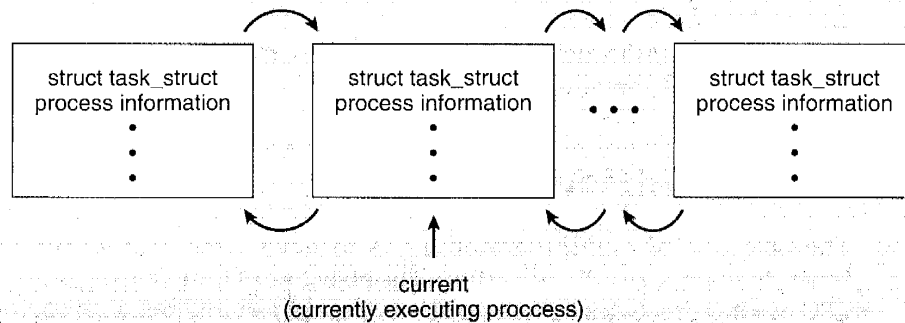 struct task_struct
process information
struct task_struct
process information
struct task_struct
process information
current
(currently executing proccess)